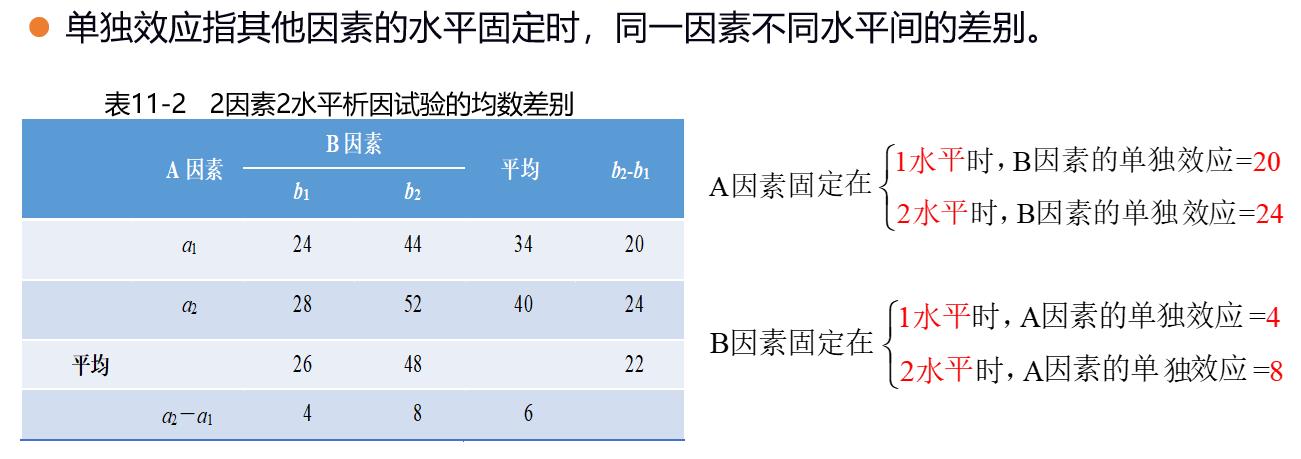 单独效应指其他因素的水平固定时，同一因素不同水平间的差别。
表11-2 2因素2水平析因试验的均数差别
A 因素 B 因素 平均 b2-b1
b1 b2
a1 24 44 34 20
a2 28 52 40 24
平均 26 48 22
a2－a1 4 8 6
A因素固定在
1水平时，B因素的单独效应=20
2水平时，B因素的单独效应=24
B因素固定在
1水平时，A因素的单独效应=4
2水平时，A因素的单独效应=8